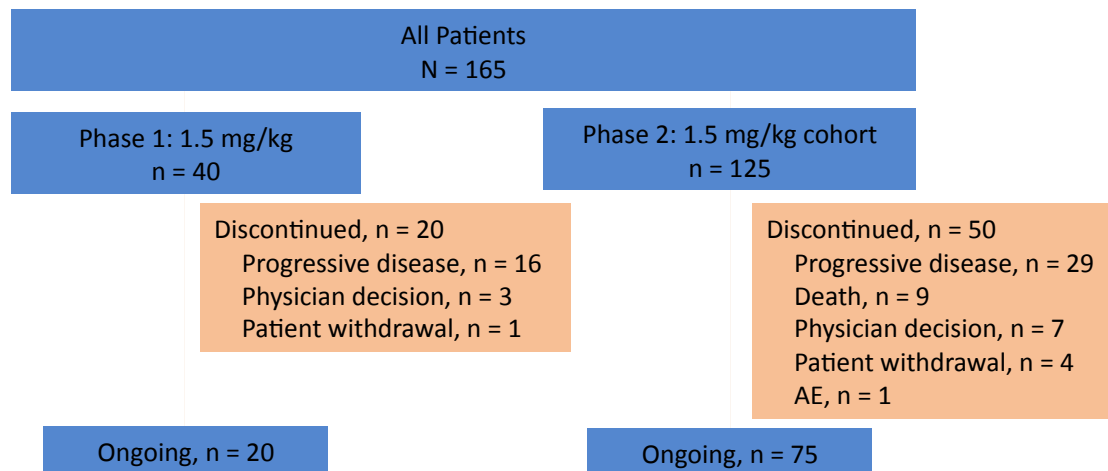 All Patients
N = 165
Phase 1: 1.5 mg/kg
n = 40
Phase 2: 1.5 mg/kg cohort
n = 125
Discontinued, n = 20
Progressive disease, n = 16
Physician decision, n = 3
Patient withdrawal, n = 1
Discontinued, n = 50
Progressive disease, n = 29
Death, n = 9
Physician decision, n = 7
Patient withdrawal, n = 4
AE, n = 1
Ongoing, n = 20
Ongoing, n = 75